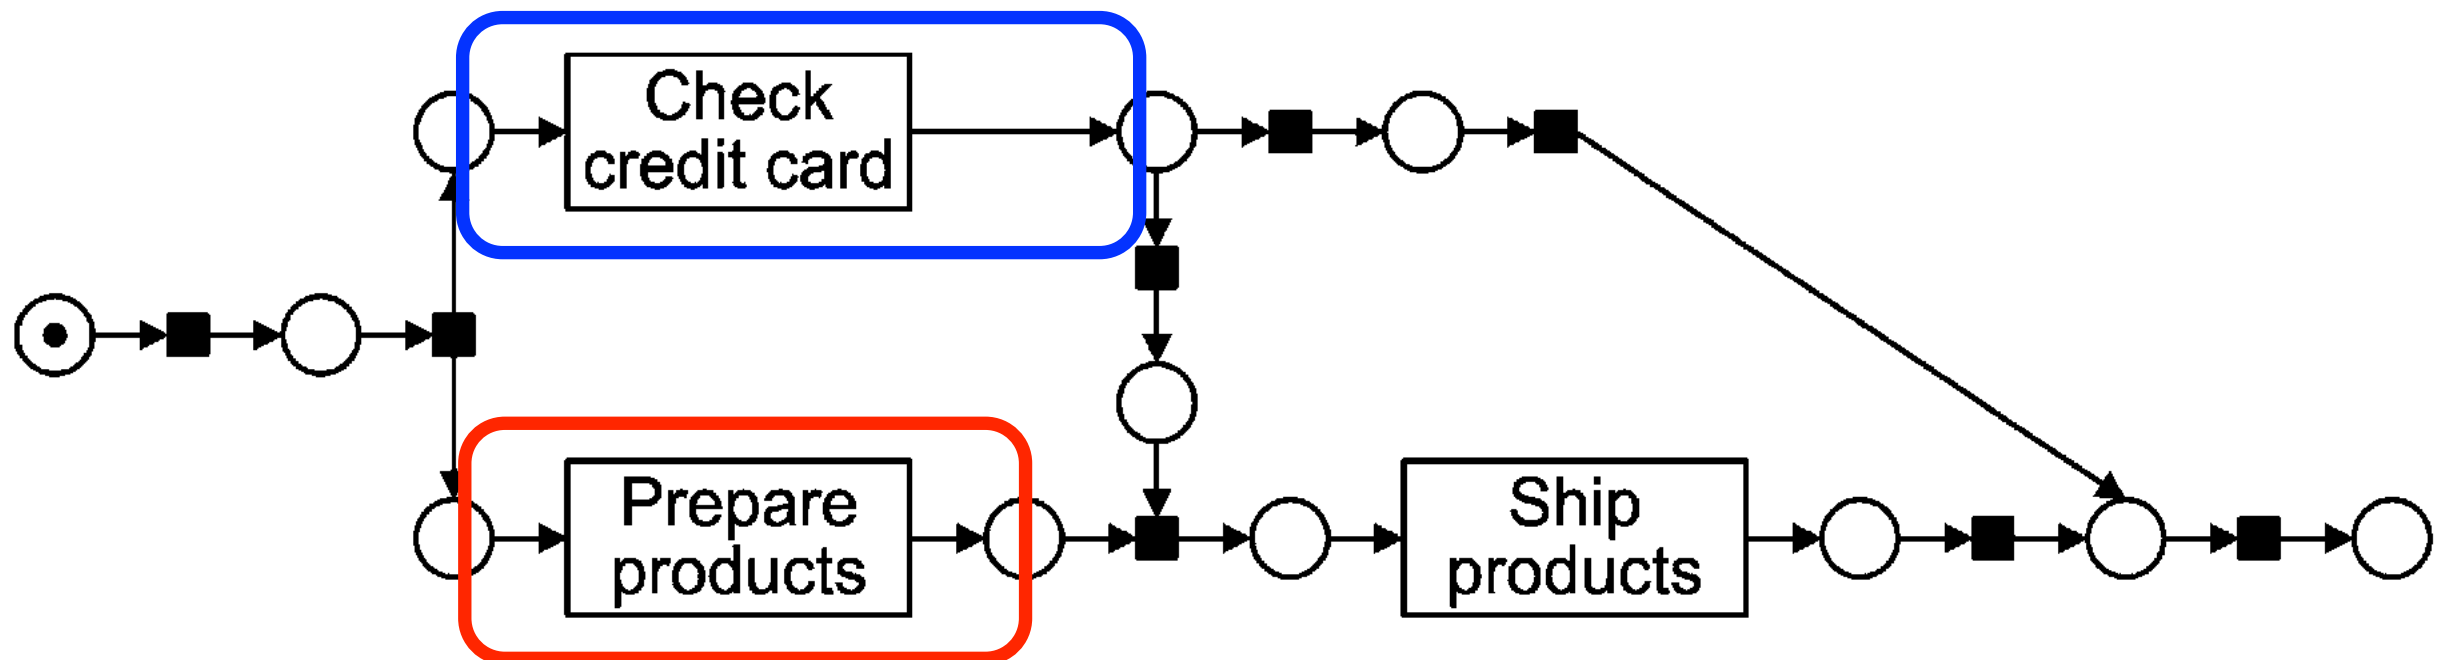 Check
credit card
Prepare
products
Ship
products